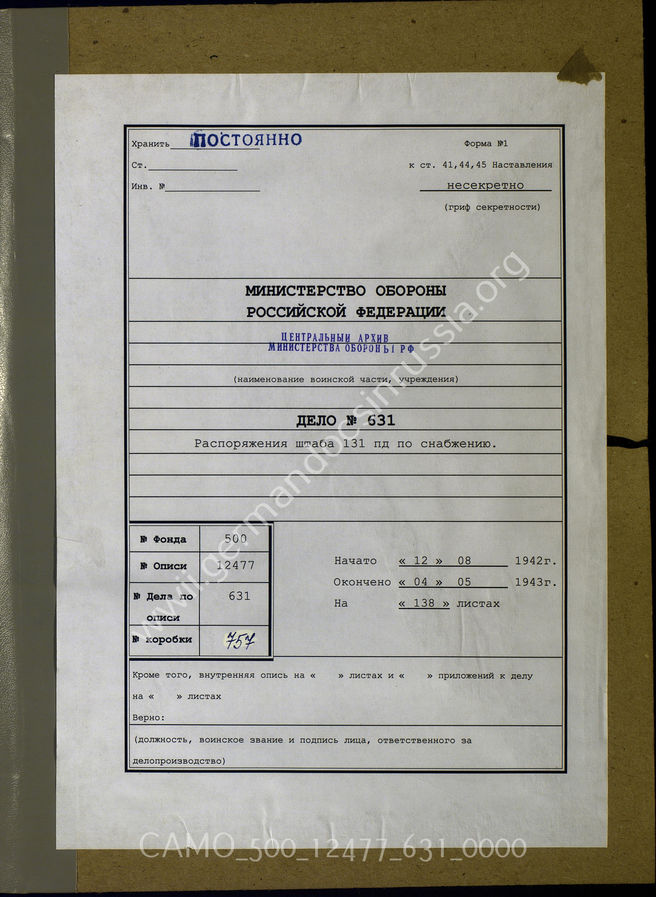 Хранить ПОСТОЯННО
Форма №1
Ст.
к ст. 41,44,45 Наставления
Инв. №
несекретно
(гриф секретности)
МИНИСТЕРСТВО ОБОРОНЫ
РОССИЙСКОЙ ФЕДЕРАЦИИ
ЦЕНТРАЛЬНЫЙ АРХИВ
МИНИСТЕРСТВА ОБОРОНЫ РФ
(наименование воинской части, учреждения)
ДЕЛО № 631
Распоряжения штаба 131 пд по снабжению.
№ Фонда 500
№ Описи 12477
№ Дела по описи 631
№ коробки 757
Начато « 12 » 08 1942г.
Окончено « 04 » 05 1943г.
На « 138 » листах
Кроме того, внутренняя опись на « » листах и « » приложений к делу
на « » листах
Верно:
(должность, воинское звание и подпись лица, ответственного за
делопроизводство)
www.germandocsinrussia.org
CAMO_500_12477_631_0000